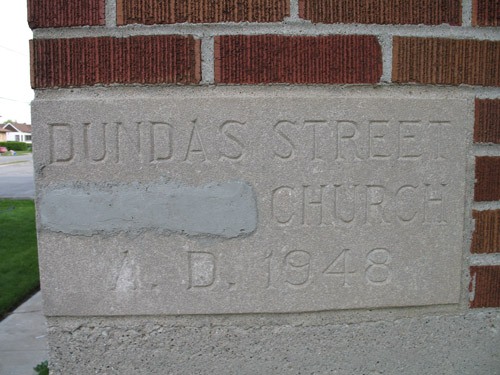 DUNDAS STREET
CHURCH
A. D. 1948